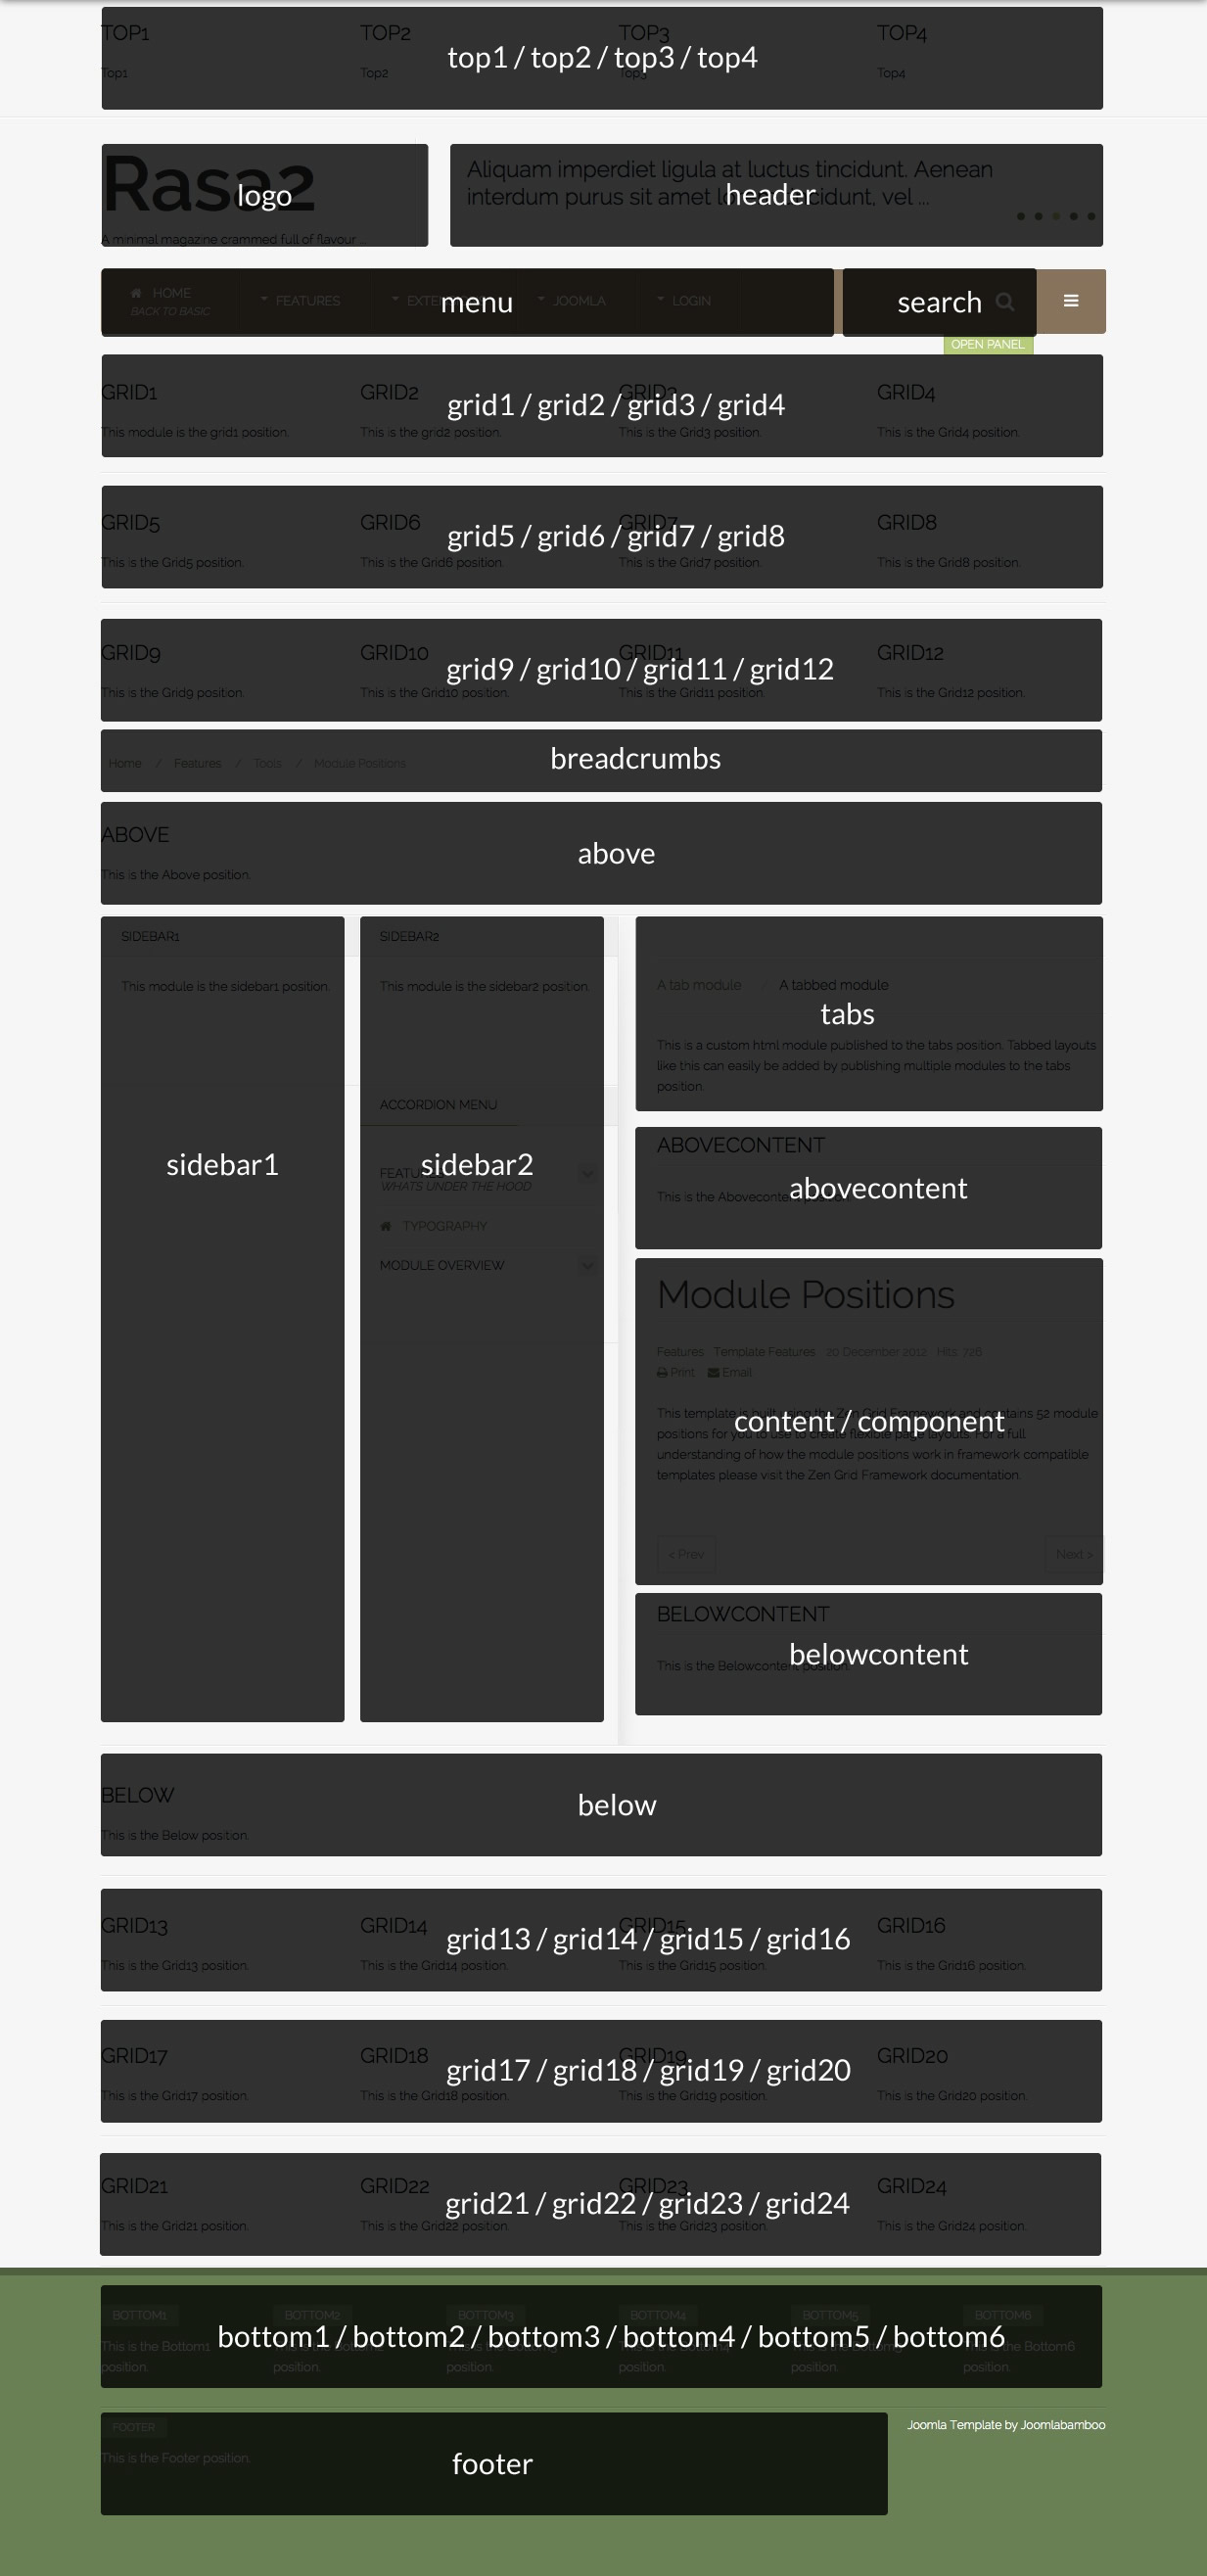 TOP1 TOP2 TOP3 TOP4
top1 / top2 / top3 / top4
Top1 Top2 Top3 Top4
Rasa2
logo
A minimal magazine crammed full of flavour ...
Aliquam imperdiet ligula at luctus tincidunt. Aenean
interdum purus sit amet tincidunt, vel ...
header
HOME FEATURES JOOMLA LOGIN
BACK TO BASIC
menu
search
OPEN PANEL
GRID1 GRID2 GRID3 GRID4
grid1 / grid2 / grid3 / grid4
This module is the grid1 position. This is the grid2 position. This is the Grid3 position. This is the Grid4 position.
GRID5 GRID6 GRID7 GRID8
grid5 / grid6 / grid7 / grid8
This is the Grid5 position. This is the Grid6 position. This is the Grid7 position. This is the Grid8 position.
GRID9 GRID10 GRID11 GRID12
grid9 / grid10 / grid11 / grid12
This is the Grid9 position. This is the Grid10 position. This is the Grid11 position. This is the Grid12 position.
Home / Features / Tools / Module Positions
breadcrumbs
ABOVE
above
This is the Above position.
SIDEBAR1
This module is the sidebar1 position.
sidebar1
SIDEBAR2
This module is the sidebar2 position.
ACCORDION MENU
sidebar2
FEATURES
WHATS UNDER THE HOOD
TYPOGRAPHY
MODULE OVERVIEW
A tab module / A tabbed module
tabs
This is a custom html module published to the tabs position. Tabbed layouts
like this can easily be added by publishing multiple modules to the tabs
position.
ABOVECONTENT
abovecontent
This is the Abovecontent position.
Module Positions
Features Template Features 20 December 2012 Hits: 726
Print Email
This template is built using the Zen Grid Framework and contains 52 module
content / component
positions for you to use to create flexible page layouts. For a full
understanding of how the module positions work in framework compatible
templates please visit the Zen Grid Framework documentation.
< Prev Next >
BELOWCONTENT
belowcontent
This is the Belowcontent position.
BELOW
below
This is the Below position.
GRID13 GRID14 GRID15 GRID16
grid13 / grid14 / grid15 / grid16
This is the Grid13 position. This is the Grid14 position. This is the Grid15 position. This is the Grid16 position.
GRID17 GRID18 GRID19 GRID20
grid17 / grid18 / grid19 / grid20
This is the Grid17 position. This is the Grid18 position. This is the Grid19 position. This is the Grid20 position.
GRID21 GRID22 GRID23 GRID24
grid21 / grid22 / grid23 / grid24
This is the Grid21 position. This is the Grid22 position. This is the Grid23 position. This is the Grid24 position.
BOTTOM1 BOTTOM2 BOTTOM3 BOTTOM4 BOTTOM5 BOTTOM6
bottom1 / bottom2 / bottom3 / bottom4 / bottom5 / bottom6
This is the Bottom1 the Bottom6
position. position. position. position. position. position.
FOOTER
This is the Footer position.
footer
Joomla Template by Joomlabamboo